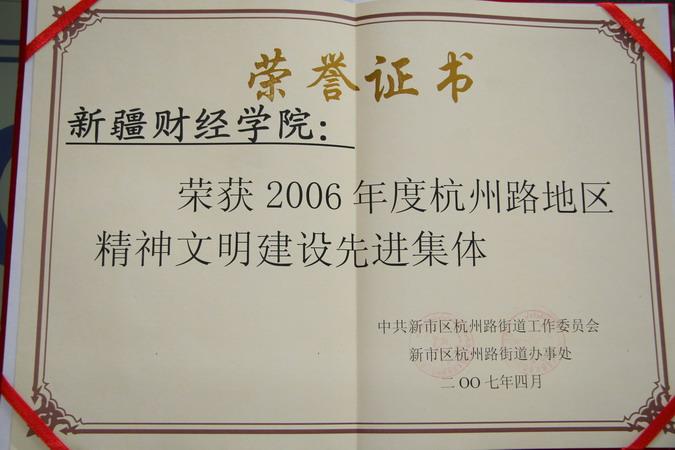 荣誉证书
新疆财经学院:
荣获2006年度杭州路地区
精神文明建设先进集体
中共新市区杭州路街道工作委员会
新市区杭州路街道办事处
二OO七年四月